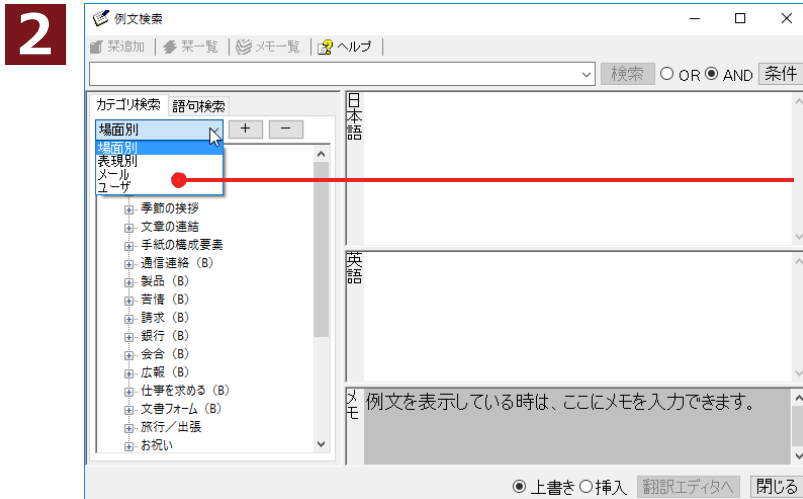 2
例文検索
栞追加 栞一覧 メモ一覧 ヘルプ
検索 OR AND 条件
カテゴリ検索 語句検索
場面別 + −
場面別
表現別
メール
ユーザ
季節の挨拶
文章の連結
手紙の構成要素
通信連絡（B）
製品（B）
苦情（B）
請求（B）
銀行（B）
会合（B）
広報（B）
仕事を求める（B）
文書フォーム（B）
旅行／出張
お祝い
日本語
英語
メモ
例文を表示している時は、ここにメモを入力できます。
上書き 挿入 翻訳エディタへ 閉じる